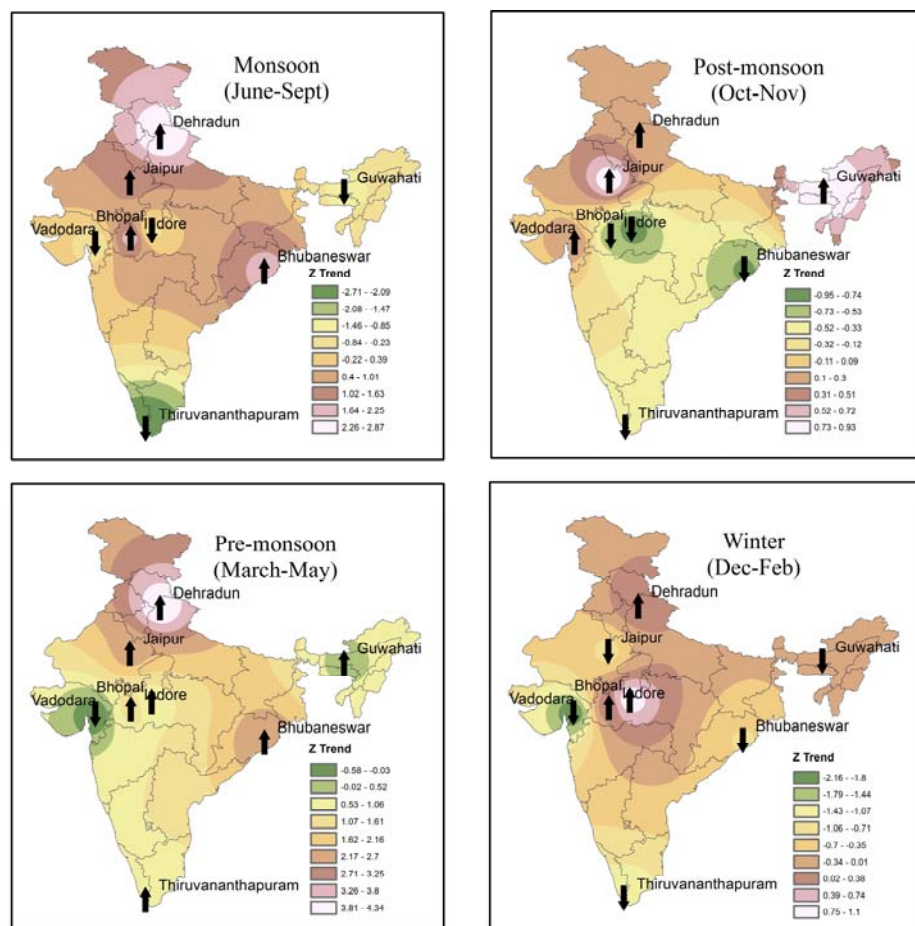 Monsoon
(June-Sept)
Dehradun
Jaipur
Guwahati
Vadodara
Bhopal
Indore
Bhubaneswar
Thiruvananthapuram
Z Trend
-2.71 - -2.09
-2.08 - -1.47
-1.46 - -0.85
-0.84 - -0.23
-0.22 - 0.39
0.4 - 1.01
1.02 - 1.63
1.64 - 2.25
2.26 - 2.87
Post-monsoon
(Oct-Nov)
Dehradun
Jaipur
Guwahati
Vadodara
Bhopal
Indore
Bhubaneswar
Thiruvananthapuram
Z Trend
-0.95 - -0.74
-0.73 - -0.53
-0.52 - -0.33
-0.32 - -0.12
-0.11 - 0.09
0.1 - 0.3
0.31 - 0.51
0.52 - 0.72
0.73 - 0.93
Pre-monsoon
(March-May)
Dehradun
Jaipur
Guwahati
Vadodara
Bhopal
Indore
Bhubaneswar
Thiruvananthapuram
Z Trend
-0.58 - -0.03
-0.02 - 0.52
0.53 - 1.06
1.07 - 1.61
1.62 - 2.16
2.17 - 2.7
2.71 - 3.25
3.26 - 3.8
3.81 - 4.34
Winter
(Dec-Feb)
Dehradun
Jaipur
Guwahati
Vadodara
Bhopal
Indore
Bhubaneswar
Thiruvananthapuram
Z Trend
-2.16 - -1.8
-1.79 - -1.44
-1.43 - -1.07
-1.06 - -0.71
-0.7 - -0.35
-0.34 - 0.01
0.02 - 0.38
0.39 - 0.74
0.75 - 1.1